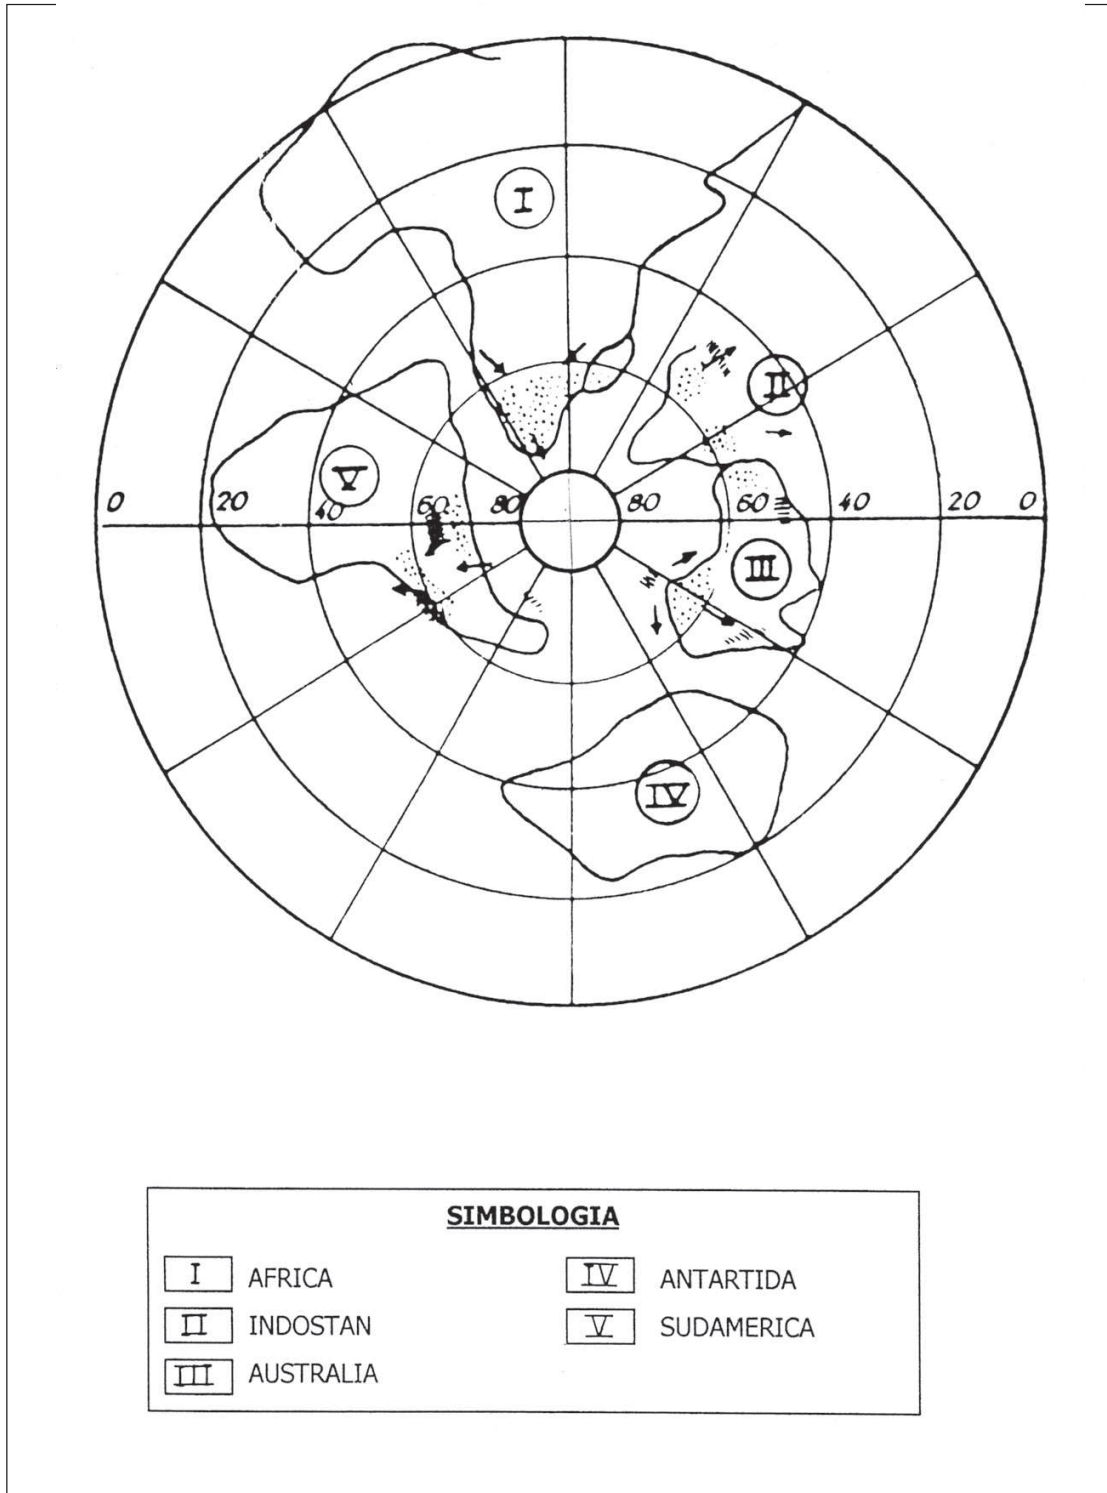 I
II
V
0 20 40 60 80 80 60 40 20 0
III
IV
SIMBOLOGIA
I AFRICA
II INDOSTAN
III AUSTRALIA
IV ANTARTIDA
V SUDAMERICA